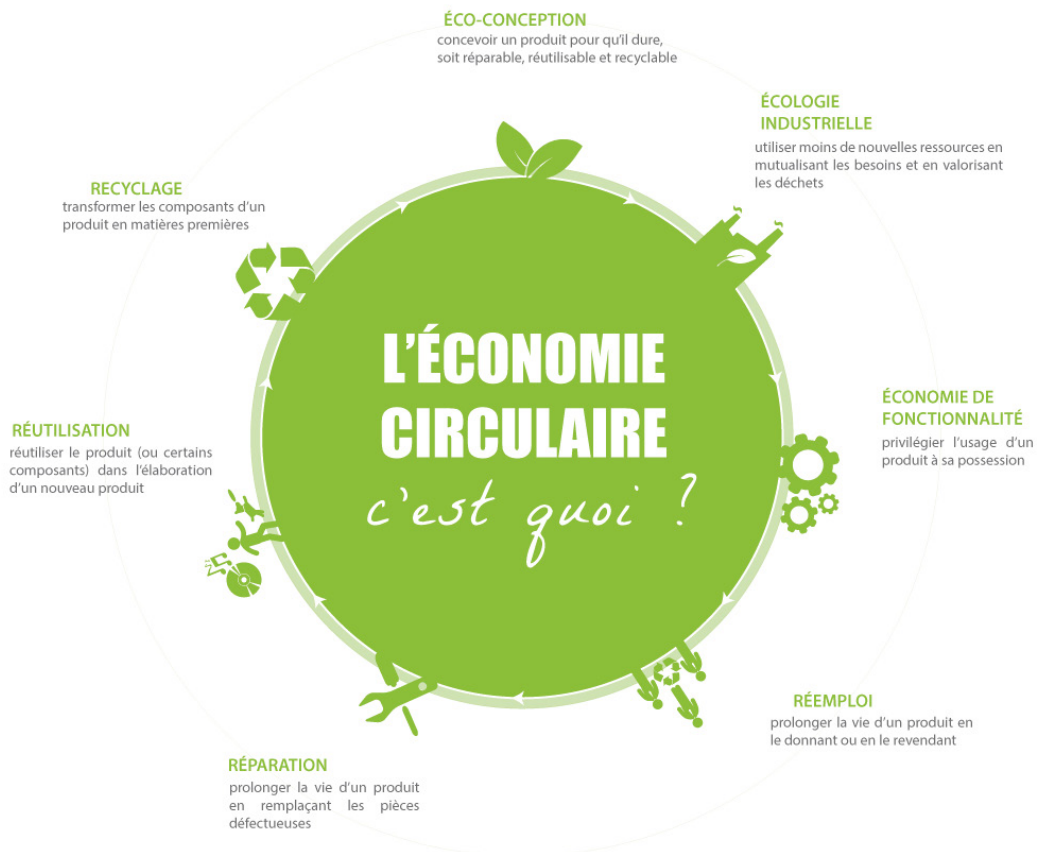 ÉCO-CONCEPTION
concevoir un produit pour qu'il dure,
soit réparable, réutilisable et recyclable
ÉCOLOGIE
INDUSTRIELLE
utiliser moins de nouvelles ressources en
mutualisant les besoins et en valorisant
les déchets
RECYCLAGE
transformer les composants d'un
produit en matières premières
L'ÉCONOMIE
CIRCULAIRE
c'est quoi ?
ÉCONOMIE DE
FONCTIONNALITÉ
privilégier l'usage d'un
produit à sa possession
RÉUTILISATION
réutiliser le produit (ou certains
composants) dans l'élaboration
d'un nouveau produit
RÉEMPLOI
prolonger la vie d'un produit en
le donnant ou en le revendant
RÉPARATION
prolonger la vie d'un produit
en remplaçant les pièces
défectueuses